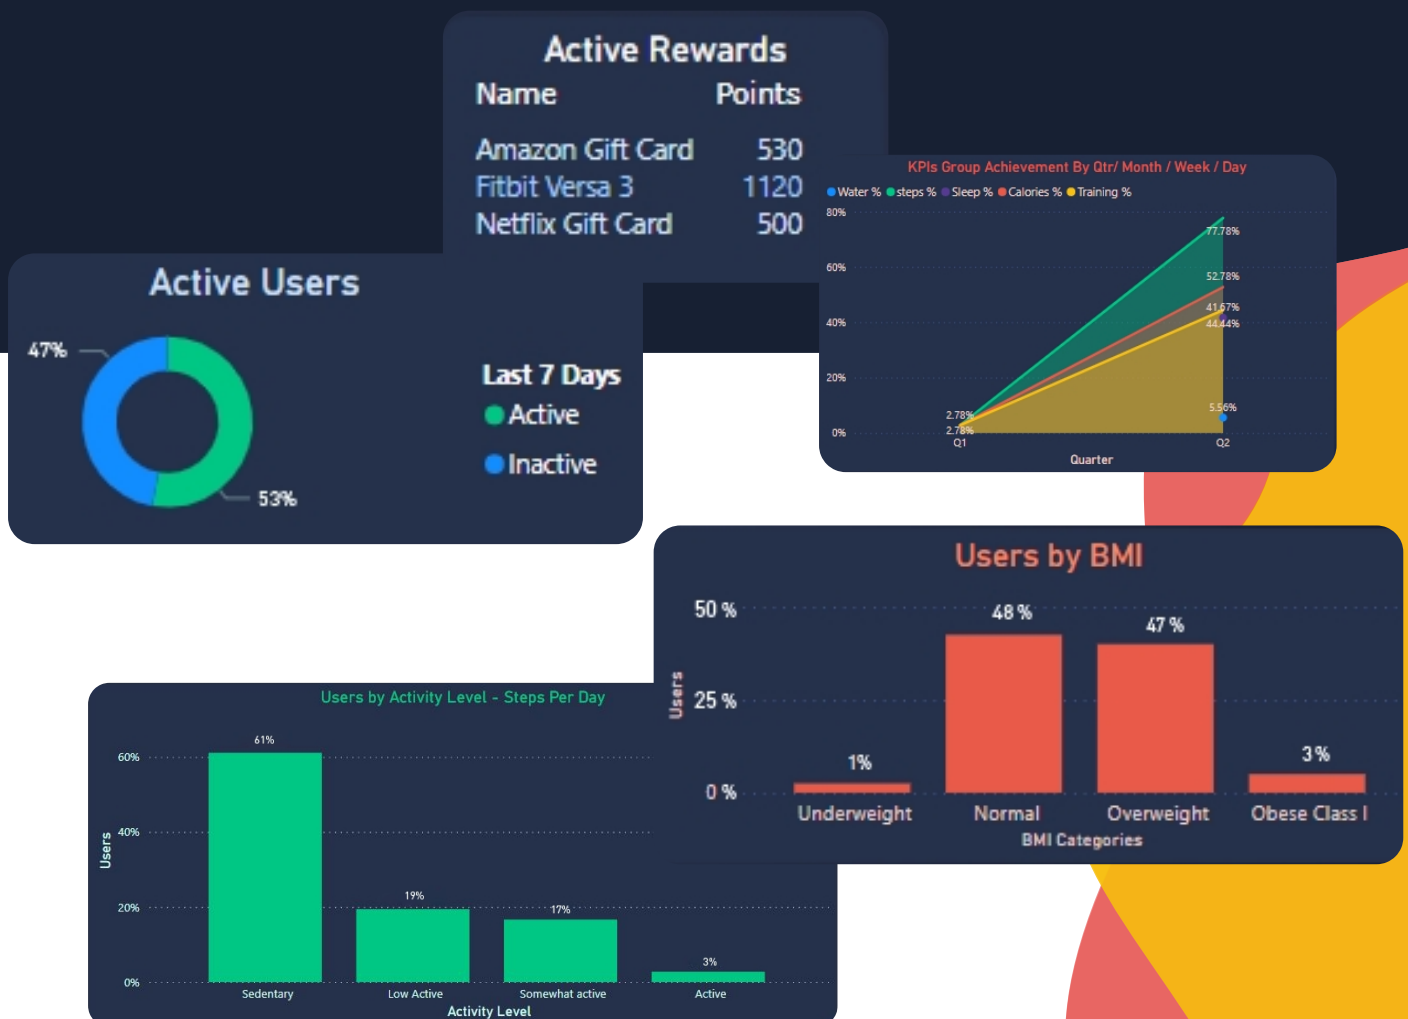 Active Rewards
Name Points
Amazon Gift Card 530
Fitbit Versa 3 1120
Netflix Gift Card 500
KPIs Group Achievement By Qtr/ Month / Week / Day
Water % steps % Sleep % Calories % Training %
80%
60%
40%
20%
0%
77.78%
52.78%
41.67%
44.44%
5.56%
2.78%
2.78%
Q1 Q2
Quarter
Active Users
47%
53%
Last 7 Days
Active
Inactive
Users by BMI
50 %
25 %
0 %
Users
1%
48 %
47 %
3 %
Underweight Normal Overweight Obese Class I
BMI Categories
Users by Activity Level - Steps Per Day
60%
40%
20%
0%
Users
61%
19%
17%
3%
Sedentary Low Active Somewhat active Active
Activity Level